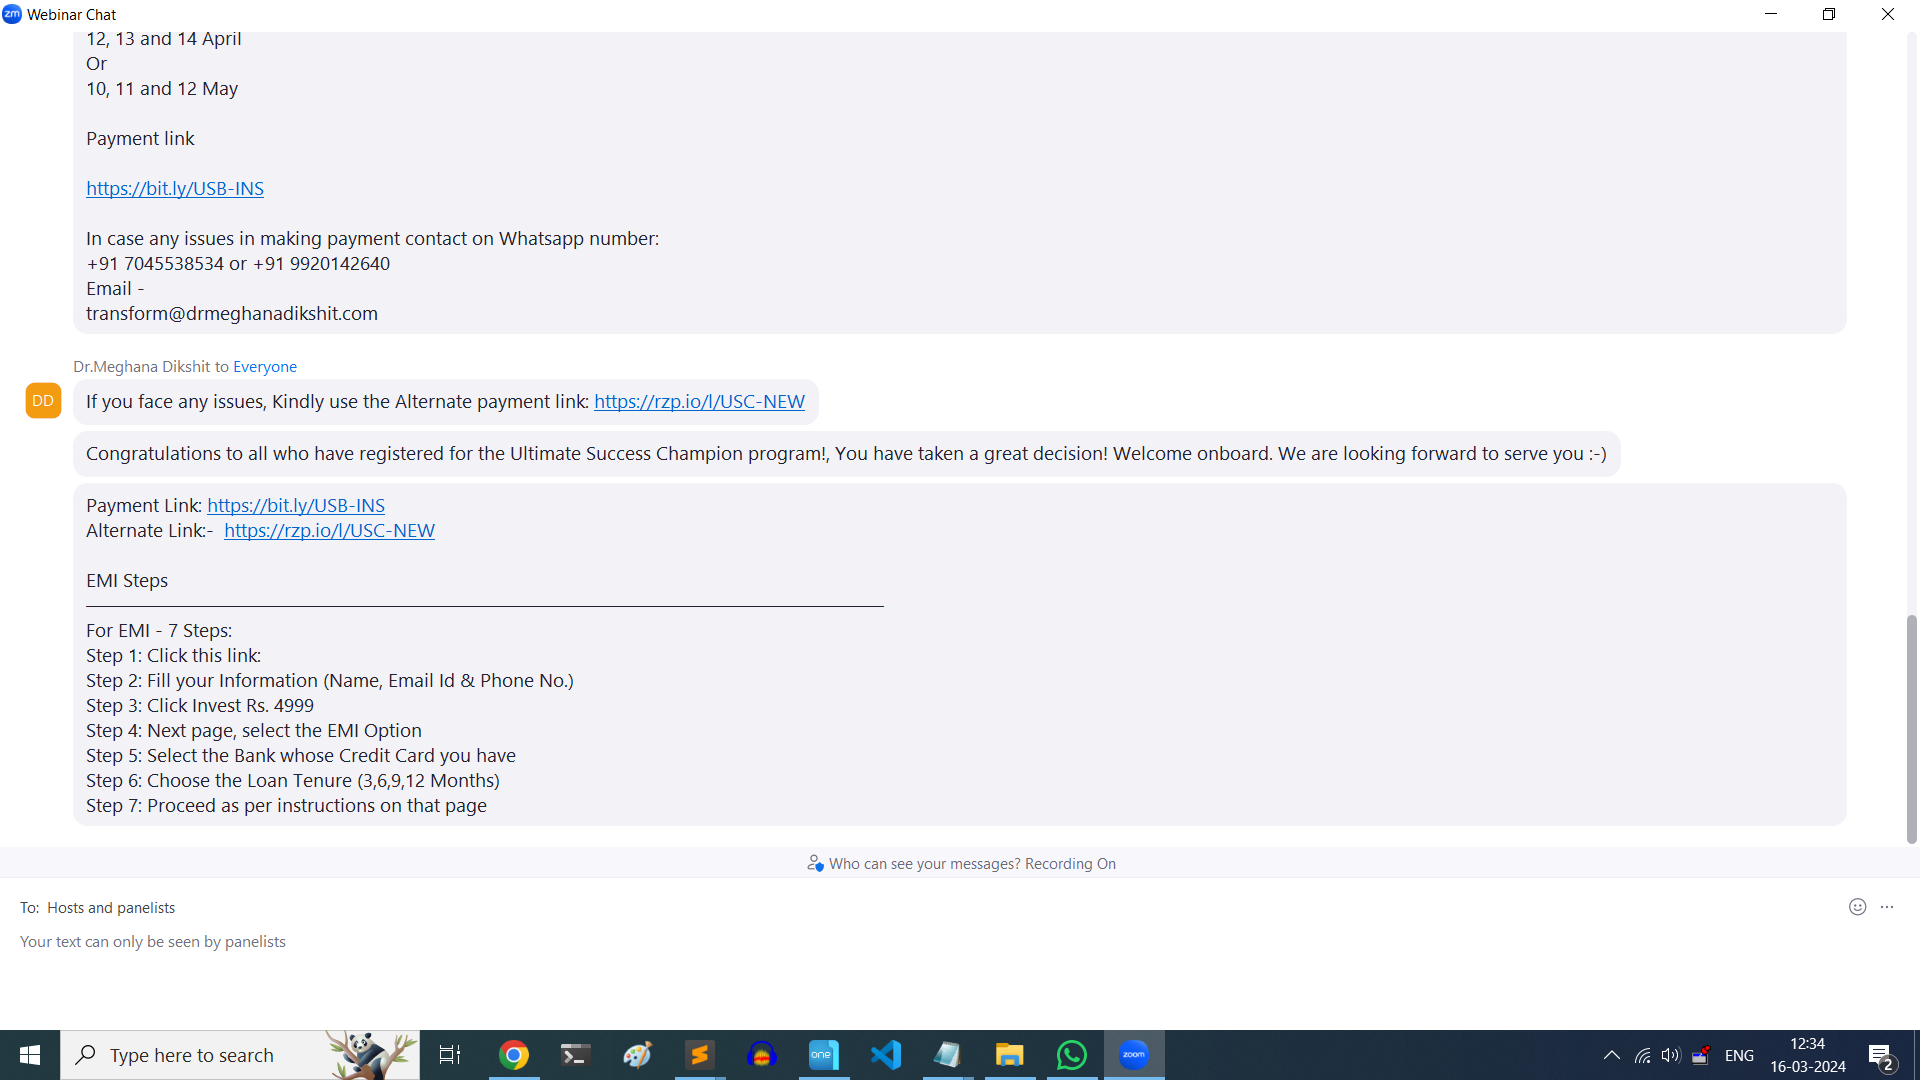 zm Webinar Chat
12, 13 and 14 April
Or
10, 11 and 12 May
Payment link
https://bit.ly/USB-INS
In case any issues in making payment contact on Whatsapp number:
+91 7045538534 or +91 9920142640
Email -
transform@drmeghanadikshit.com
Dr.Meghana Dikshit to Everyone
DD
If you face any issues, Kindly use the Alternate payment link: https://rzp.io/l/USC-NEW
Congratulations to all who have registered for the Ultimate Success Champion program!, You have taken a great decision! Welcome onboard. We are looking forward to serve you :-)
Payment Link: https://bit.ly/USB-INS
Alternate Link:- https://rzp.io/l/USC-NEW
EMI Steps
For EMI - 7 Steps:
Step 1: Click this link:
Step 2: Fill your Information (Name, Email Id & Phone No.)
Step 3: Click Invest Rs. 4999
Step 4: Next page, select the EMI Option
Step 5: Select the Bank whose Credit Card you have
Step 6: Choose the Loan Tenure (3,6,9,12 Months)
Step 7: Proceed as per instructions on that page
Who can see your messages? Recording On
To: Hosts and panelists
Your text can only be seen by panelists
Type here to search
one
zoom
ENG
12:34
16-03-2024
2